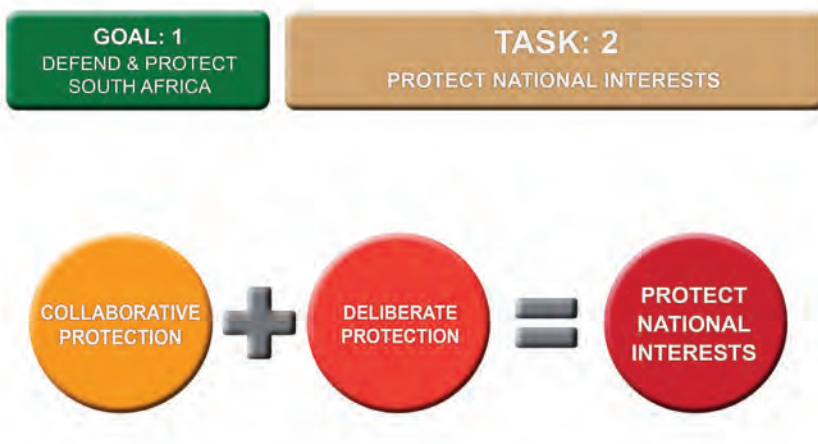 GOAL: 1
DEFEND & PROTECT
SOUTH AFRICA
TASK: 2
PROTECT NATIONAL INTERESTS
COLLABORATIVE
PROTECTION
DELIBERATE
PROTECTION
PROTECT
NATIONAL
INTERESTS